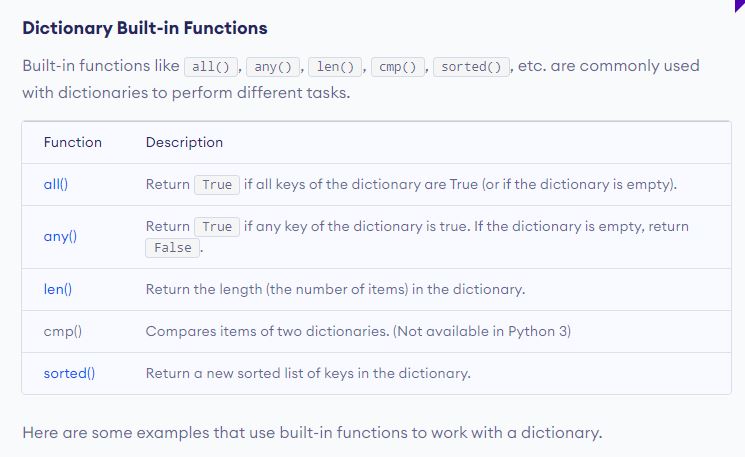 Dictionary Built-in Functions
Built-in functions like all(), any(), len(), cmp(), sorted(), etc. are commonly used
with dictionaries to perform different tasks.
Function Description
all() Return True if all keys of the dictionary are True (or if the dictionary is empty).
any() Return True if any key of the dictionary is true. If the dictionary is empty, return
False.
len() Return the length (the number of items) in the dictionary.
cmp() Compares items of two dictionaries. (Not available in Python 3)
sorted() Return a new sorted list of keys in the dictionary.
Here are some examples that use built-in functions to work with a dictionary.